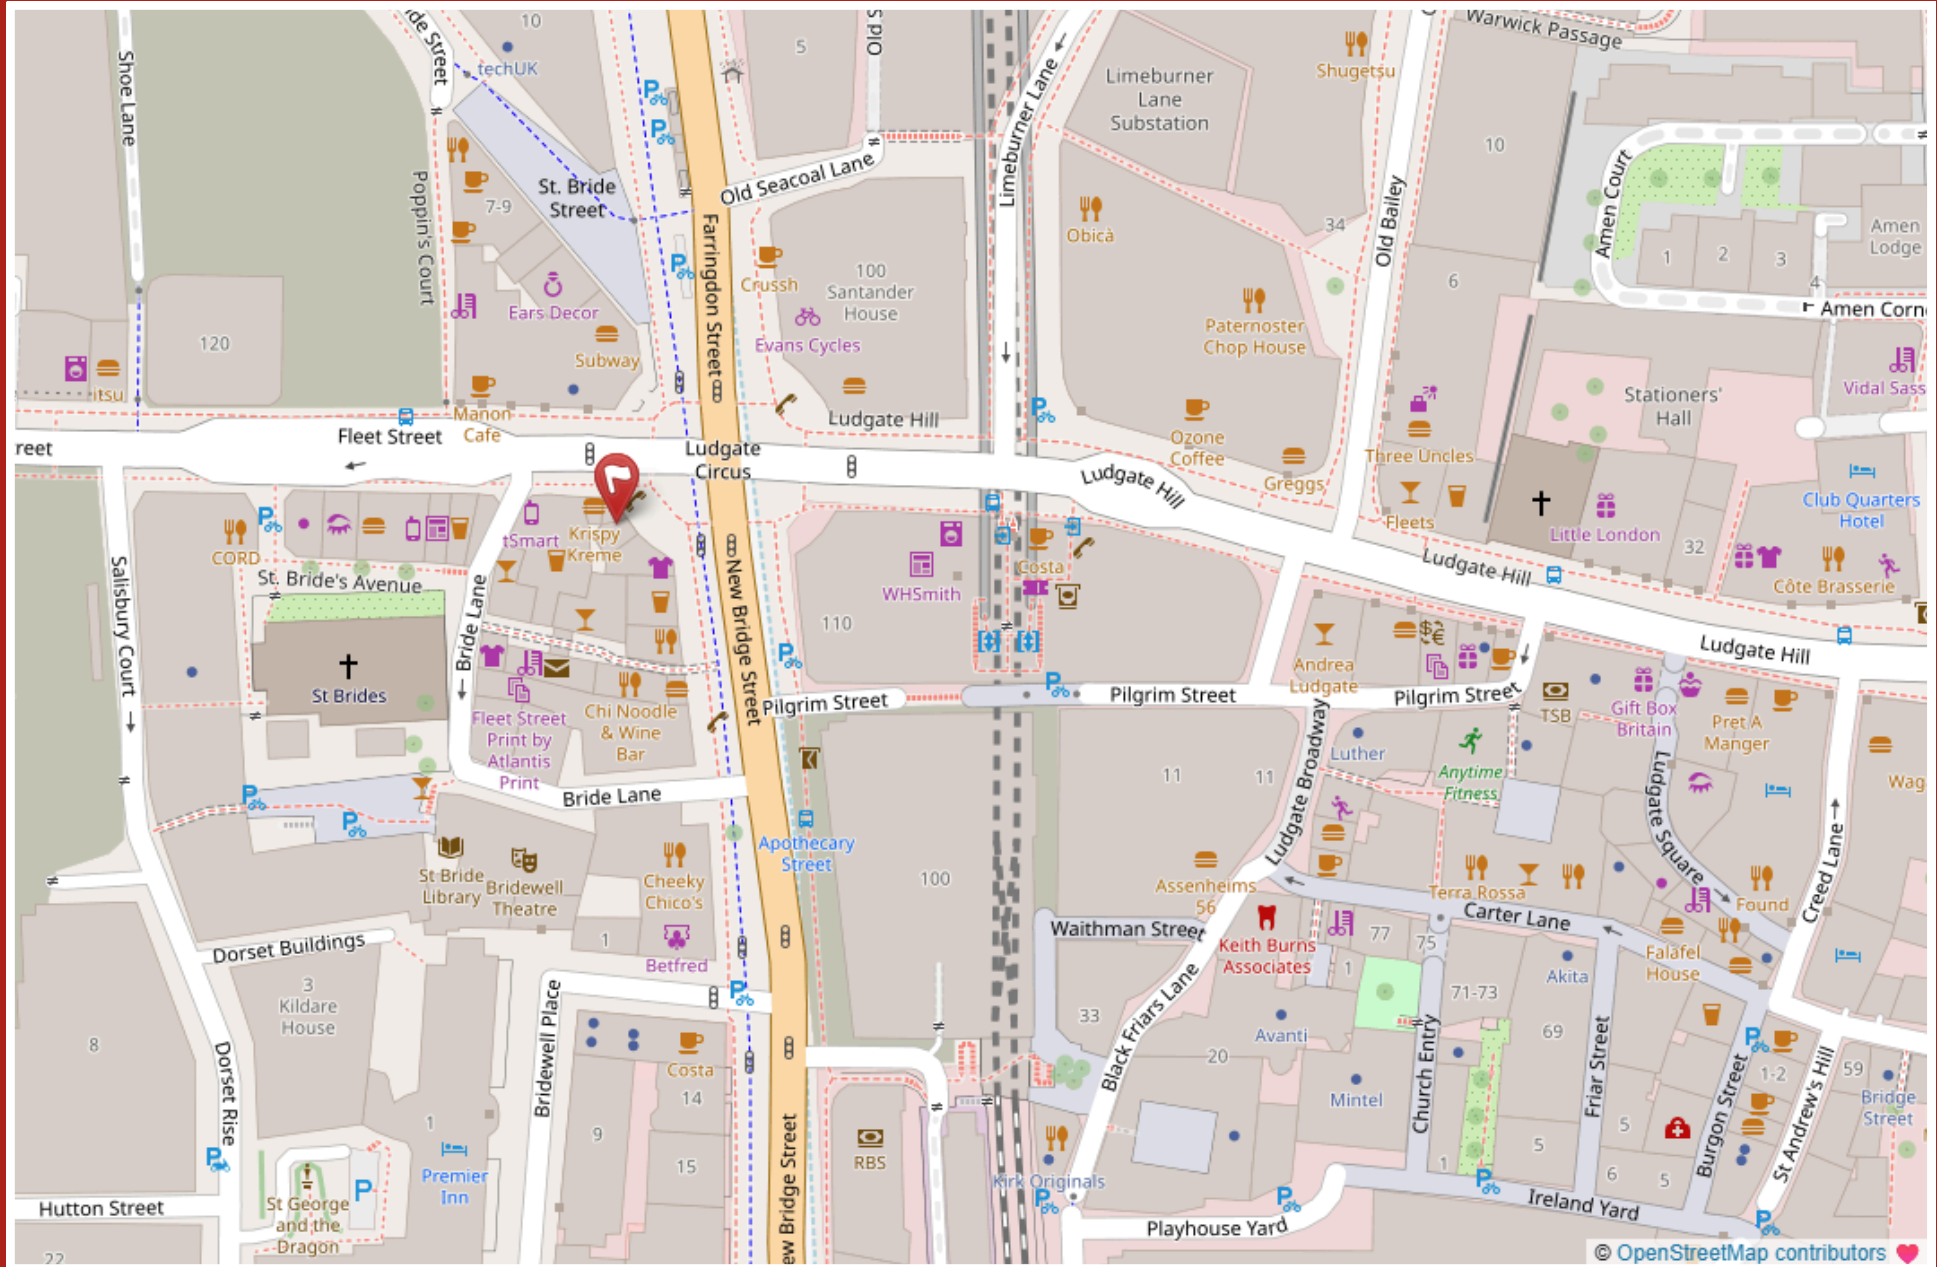 Shoe Lane
ide Street
10
techUK
5
Old S
Limeburner Lane
Limeburner
Lane
Substation
Shugetsu
Warwick Passage
10
Amen Court
Amen
Lodge
1
2
3
4
Amen Corn
Poppin's Court
7-9
St. Bride
Street
Old Seacoal Lane
Farringdon Street
Crussh
100
Santander
House
Evans Cycles
Obicà
34
Old Bailey
6
Paternoster
Chop House
Ears Decor
Subway
120
itsu
Manon
Cafe
Ludgate Hill
Fleet Street
reet
Ludgate
Circus
Ozone
Coffee
Greggs
Ludgate Hill
Three Uncles
Fleets
Stationers'
Hall
Vidal Sass
Club Quarters
Hotel
Little London
32
Côte Brasserie
Ludgate Hill
Ludgate Hill
CORD
tSmart
Krispy
Kreme
St. Bride's Avenue
Salisbury Court
Bride Lane
St Brides
New Bridge Street
WHSmith
Costa
110
Pilgrim Street
Pilgrim Street
Pilgrim Street
Andrea
Ludgate
TSB
Gift Box
Britain
Pret A
Manger
Wag
Fleet Street
Print by
Atlantis
Print
Chi Noodle
& Wine
Bar
Bride Lane
Apothecary
Street
11
11
Ludgate Broadway
Luther
Anytime
Fitness
Ludgate Square
Creed Lane
St Bride
Library
Bridewell
Theatre
Cheeky
Chico's
1
Betfred
100
Assenheims
56
Terra Rossa
Found
Carter Lane
Waithman Street
Keith Burns
Associates
77
75
1
Falafel
House
Akita
Dorset Buildings
3
Kildare
House
8
Dorset Rise
Bridewell Place
Costa
14
9
15
33
Black Friars Lane
Avanti
20
Mintel
71-73
69
Church Entry
Friar Street
5
5
6
5
1
Burgon Street
1-2
St Andrew's Hill
59
Bridge
Street
1
Premier
Inn
Hutton Street
St George
and the
Dragon
22
RBS
New Bridge Street
Kirk Originals
Playhouse Yard
Ireland Yard
© OpenStreetMap contributors